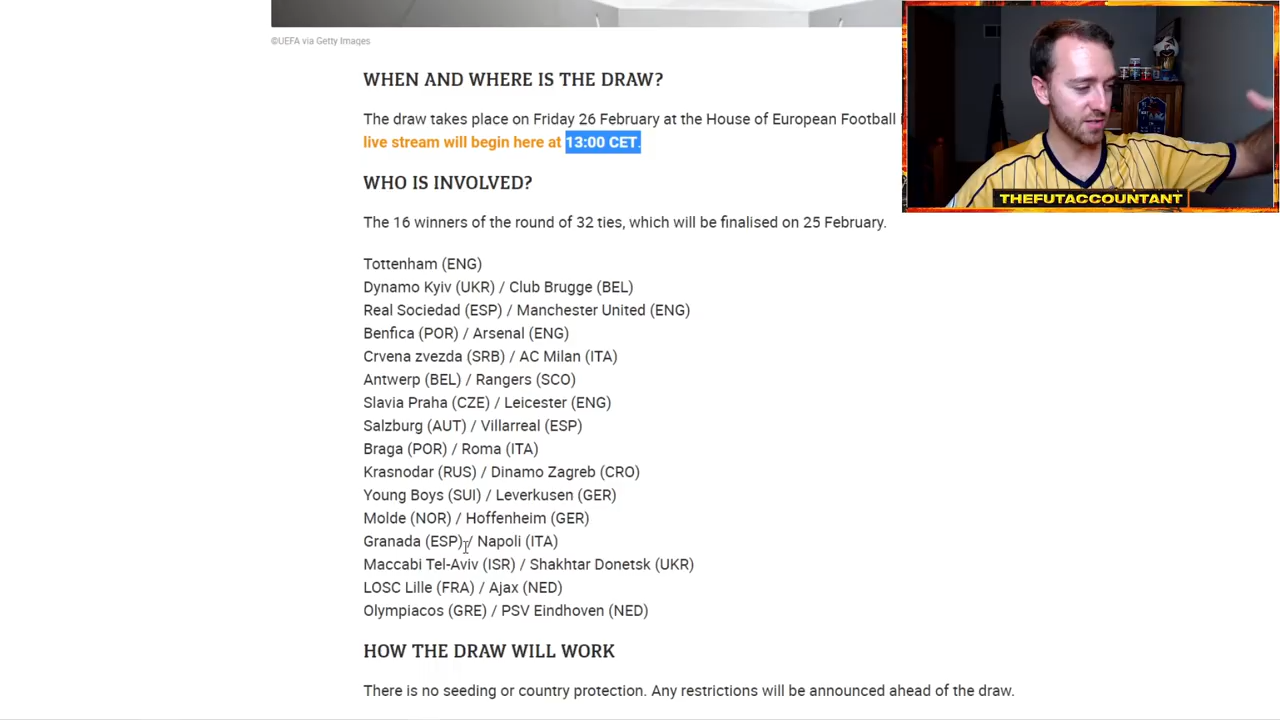 ©UEFA via Getty Images
WHEN AND WHERE IS THE DRAW?
The draw takes place on Friday 26 February at the House of European Football
live stream will begin here at 13:00 CET.
WHO IS INVOLVED?
The 16 winners of the round of 32 ties, which will be finalised on 25 February.
Tottenham (ENG)
Dynamo Kyiv (UKR) / Club Brugge (BEL)
Real Sociedad (ESP) / Manchester United (ENG)
Benfica (POR) / Arsenal (ENG)
Crvena zvezda (SRB) / AC Milan (ITA)
Antwerp (BEL) / Rangers (SCO)
Slavia Praha (CZE) / Leicester (ENG)
Salzburg (AUT) / Villarreal (ESP)
Braga (POR) / Roma (ITA)
Krasnodar (RUS) / Dinamo Zagreb (CRO)
Young Boys (SUI) / Leverkusen (GER)
Molde (NOR) / Hoffenheim (GER)
Granada (ESP) / Napoli (ITA)
Maccabi Tel-Aviv (ISR) / Shakhtar Donetsk (UKR)
LOSC Lille (FRA) / Ajax (NED)
Olympiacos (GRE) / PSV Eindhoven (NED)
HOW THE DRAW WILL WORK
There is no seeding or country protection. Any restrictions will be announced ahead of the draw.
THEFUTACCOUNTANT